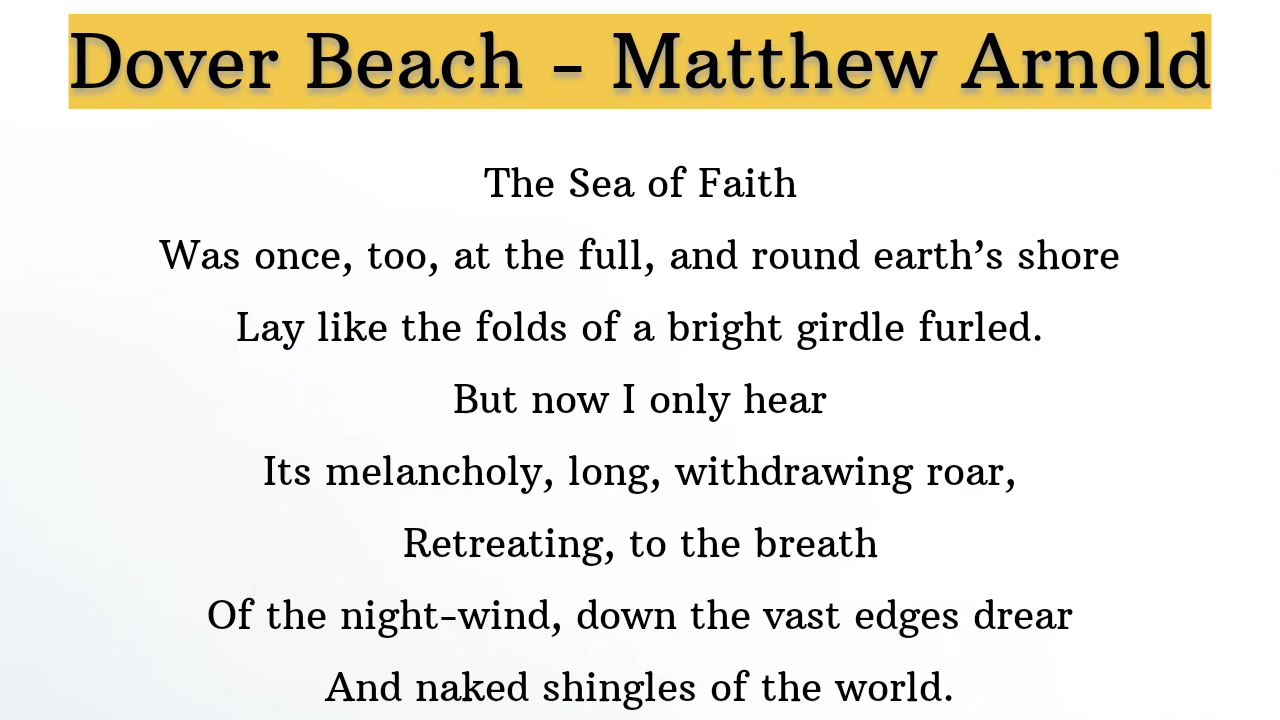 Dover Beach - Matthew Arnold
The Sea of Faith
Was once, too, at the full, and round earth’s shore
Lay like the folds of a bright girdle furled.
But now I only hear
Its melancholy, long, withdrawing roar,
Retreating, to the breath
Of the night-wind, down the vast edges drear
And naked shingles of the world.